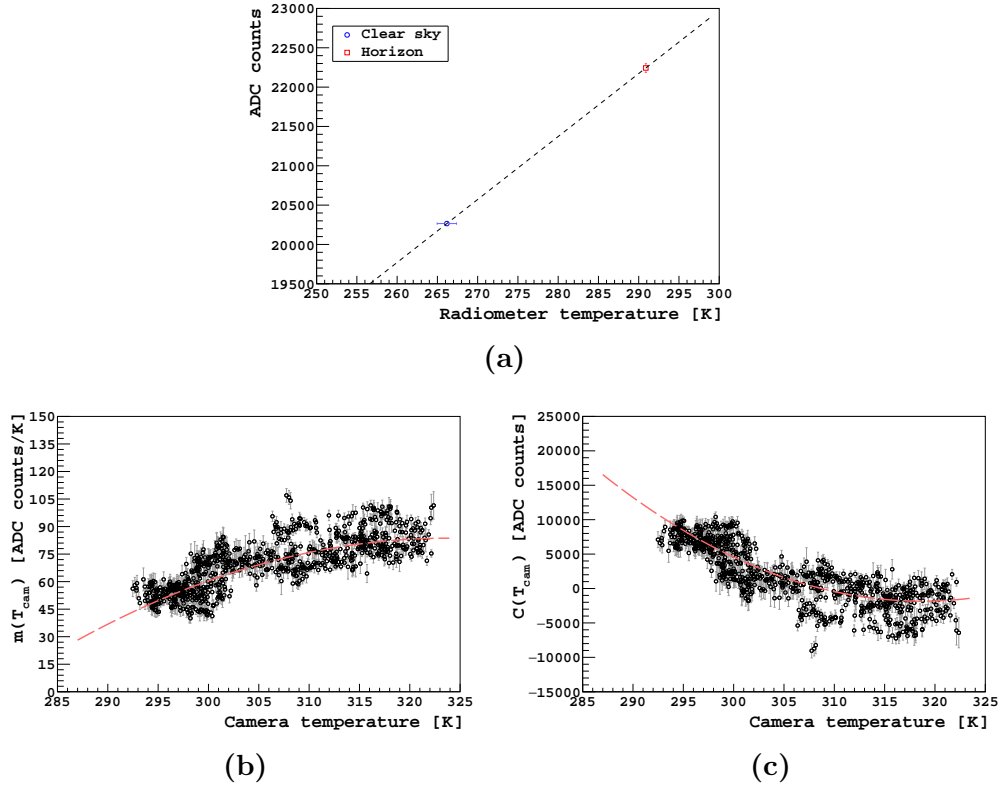 ADC counts
23000
22500
22000
21500
21000
20500
20000
19500
Clear sky
Horizon
250 255 260 265 270 275 280 285 290 295 300
Radiometer temperature [K]
(a)
m(T_cam) [ADC counts/K]
150
135
120
105
90
75
60
45
30
15
0
285 290 295 300 305 310 315 320 325
Camera temperature [K]
(b)
C(T_cam) [ADC counts]
25000
20000
15000
10000
5000
0
−5000
−10000
−15000
285 290 295 300 305 310 315 320 325
Camera temperature [K]
(c)